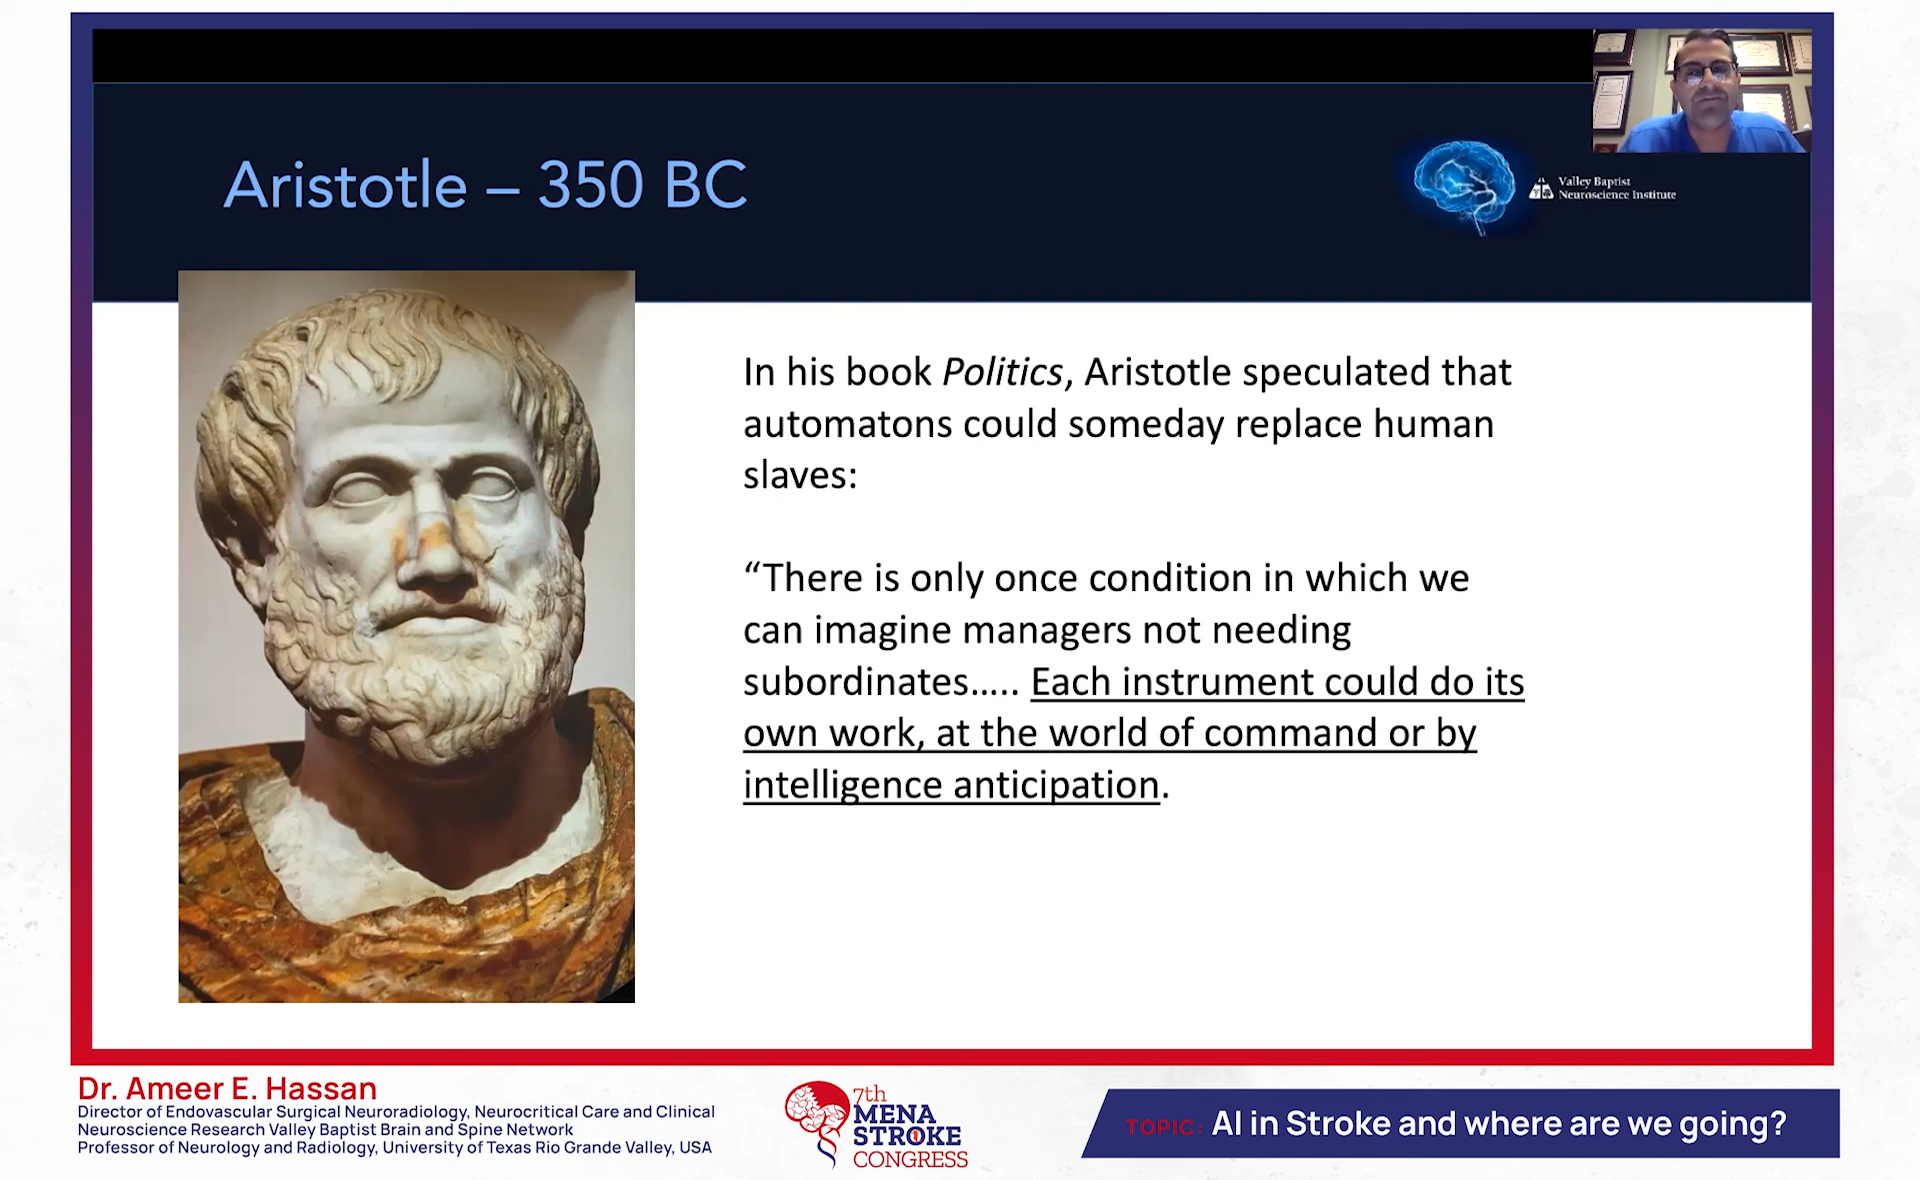 Aristotle – 350 BC
Valley Baptist
Neuroscience Institute
In his book Politics, Aristotle speculated that
automatons could someday replace human
slaves:
“There is only once condition in which we
can imagine managers not needing
subordinates..... Each instrument could do its
own work, at the world of command or by
intelligence anticipation.
Dr. Ameer E. Hassan
Director of Endovascular Surgical Neuroradiology, Neurocritical Care and Clinical
Neuroscience Research Valley Baptist Brain and Spine Network
Professor of Neurology and Radiology, University of Texas Rio Grande Valley, USA
7th
MENA
STROKE
CONGRESS
TOPIC: AI in Stroke and where are we going?